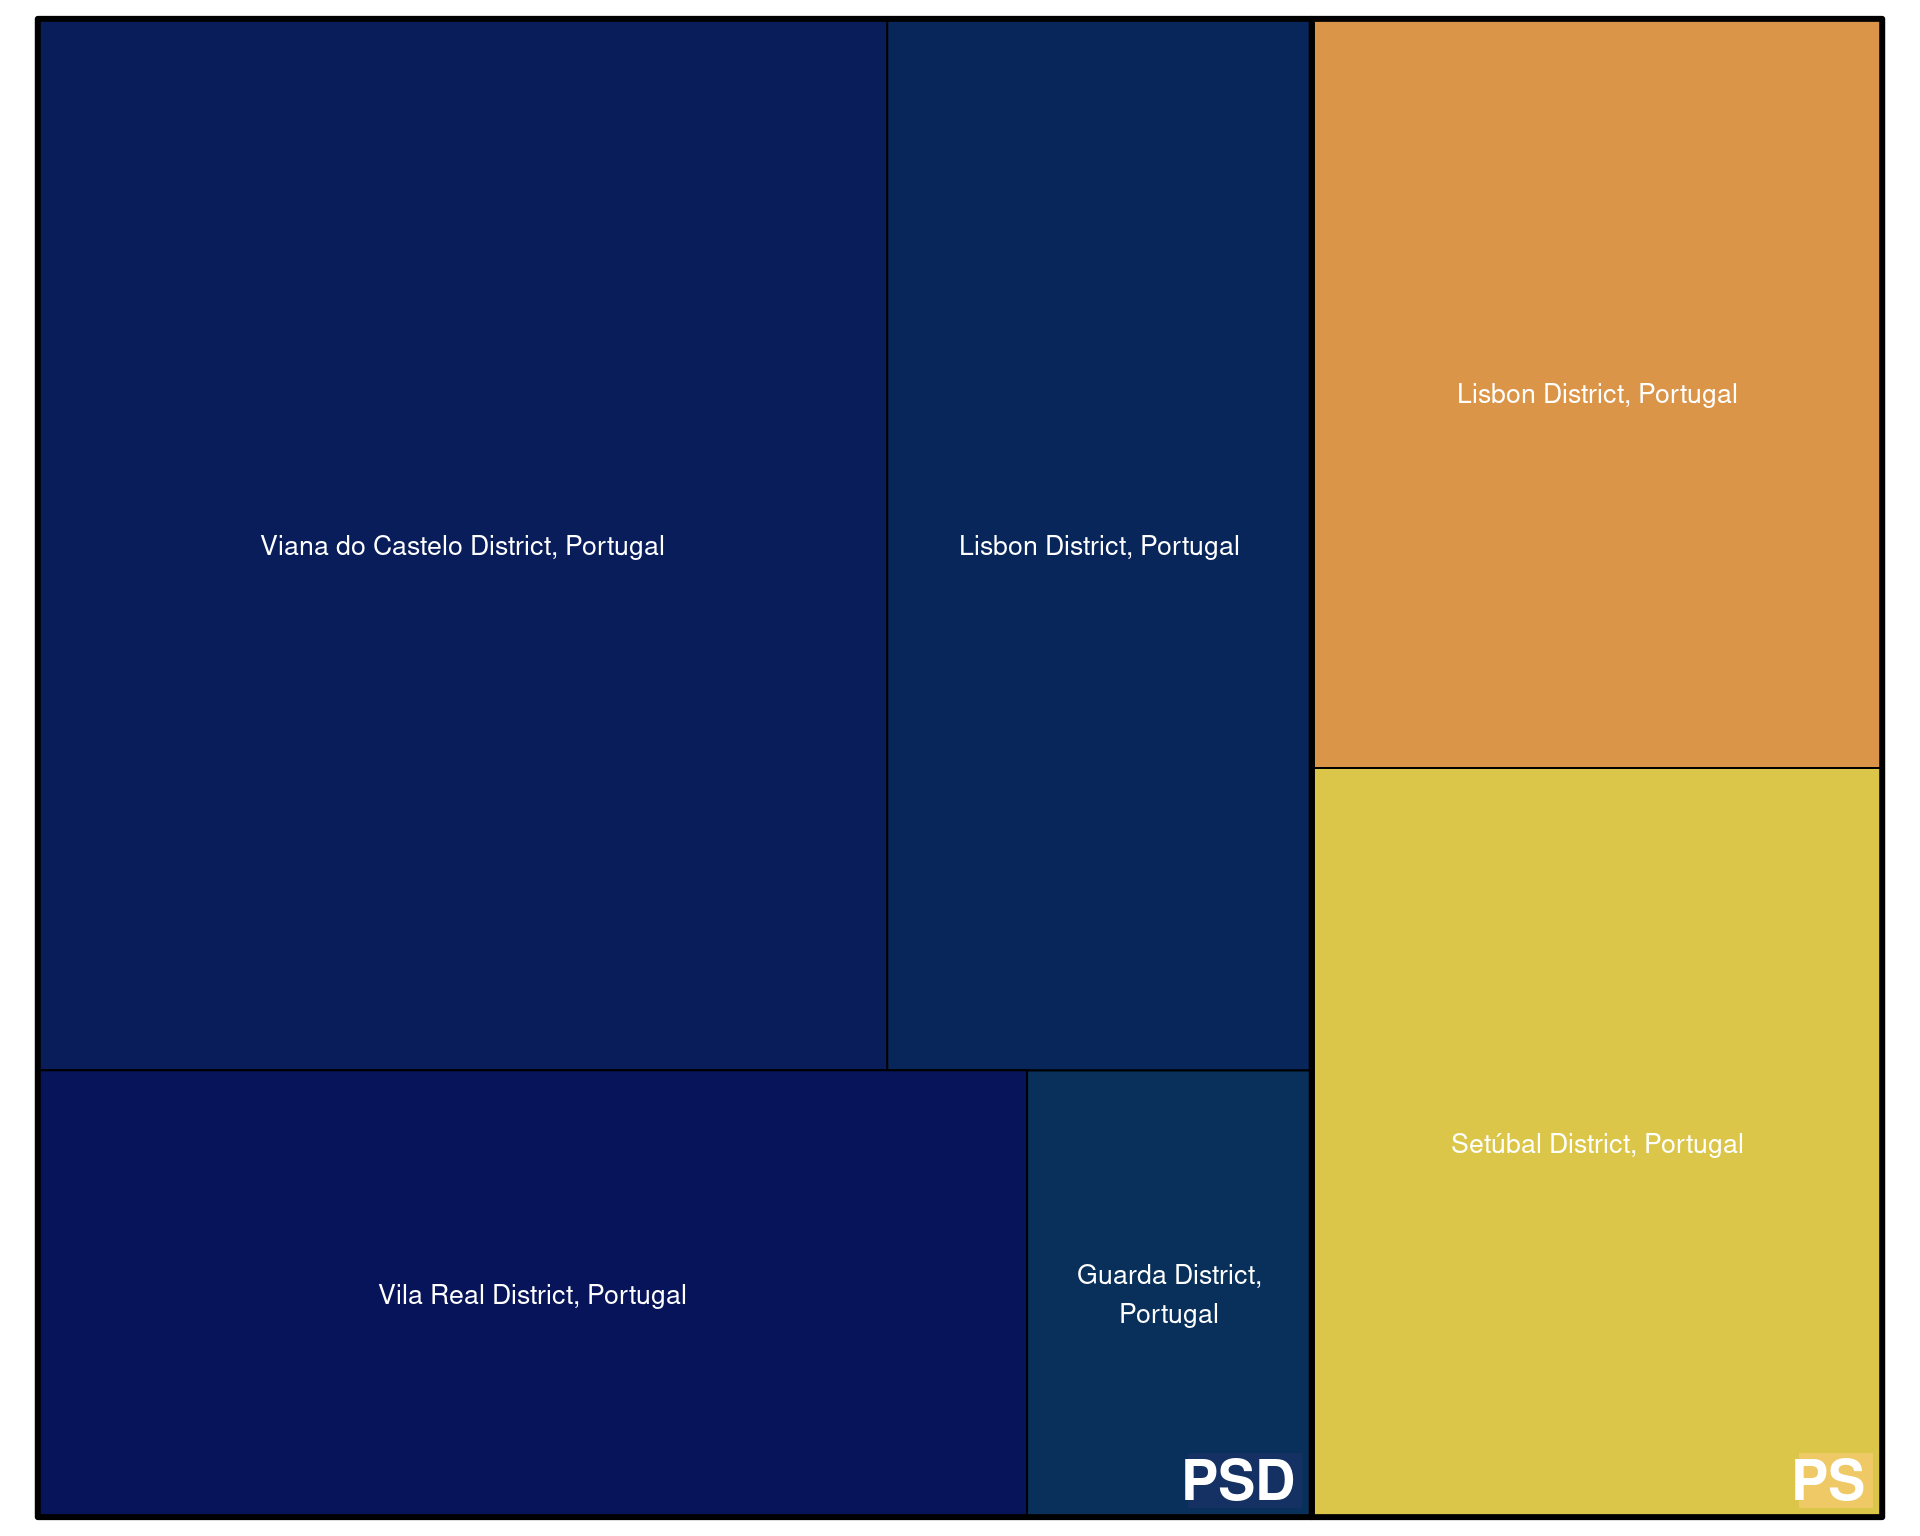 Viana do Castelo District, Portugal
Lisbon District, Portugal
Lisbon District, Portugal
Setúbal District, Portugal
Vila Real District, Portugal
Guarda District,
Portugal
PSD
PS